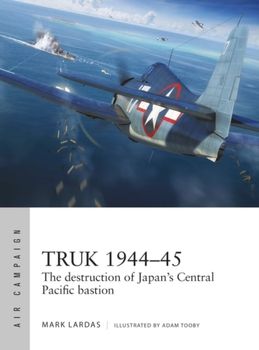 AIR CAMPAIGN
TRUK 1944–45
The destruction of Japan's Central
Pacific bastion
MARK LARDAS | ILLUSTRATED BY ADAM TOOBY